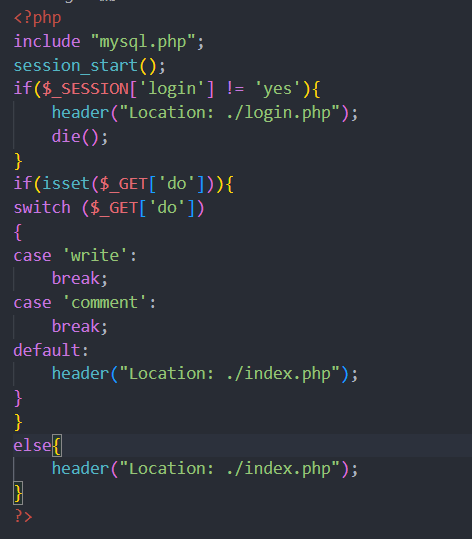 <?php
include "mysql.php";
session_start();
if($_SESSION['login'] != 'yes'){
    header("Location: ./login.php");
    die();
}
if(isset($_GET['do'])){
switch ($_GET['do'])
{
case 'write':
    break;
case 'comment':
    break;
default:
    header("Location: ./index.php");
}
}
else{
    header("Location: ./index.php");
}
?>